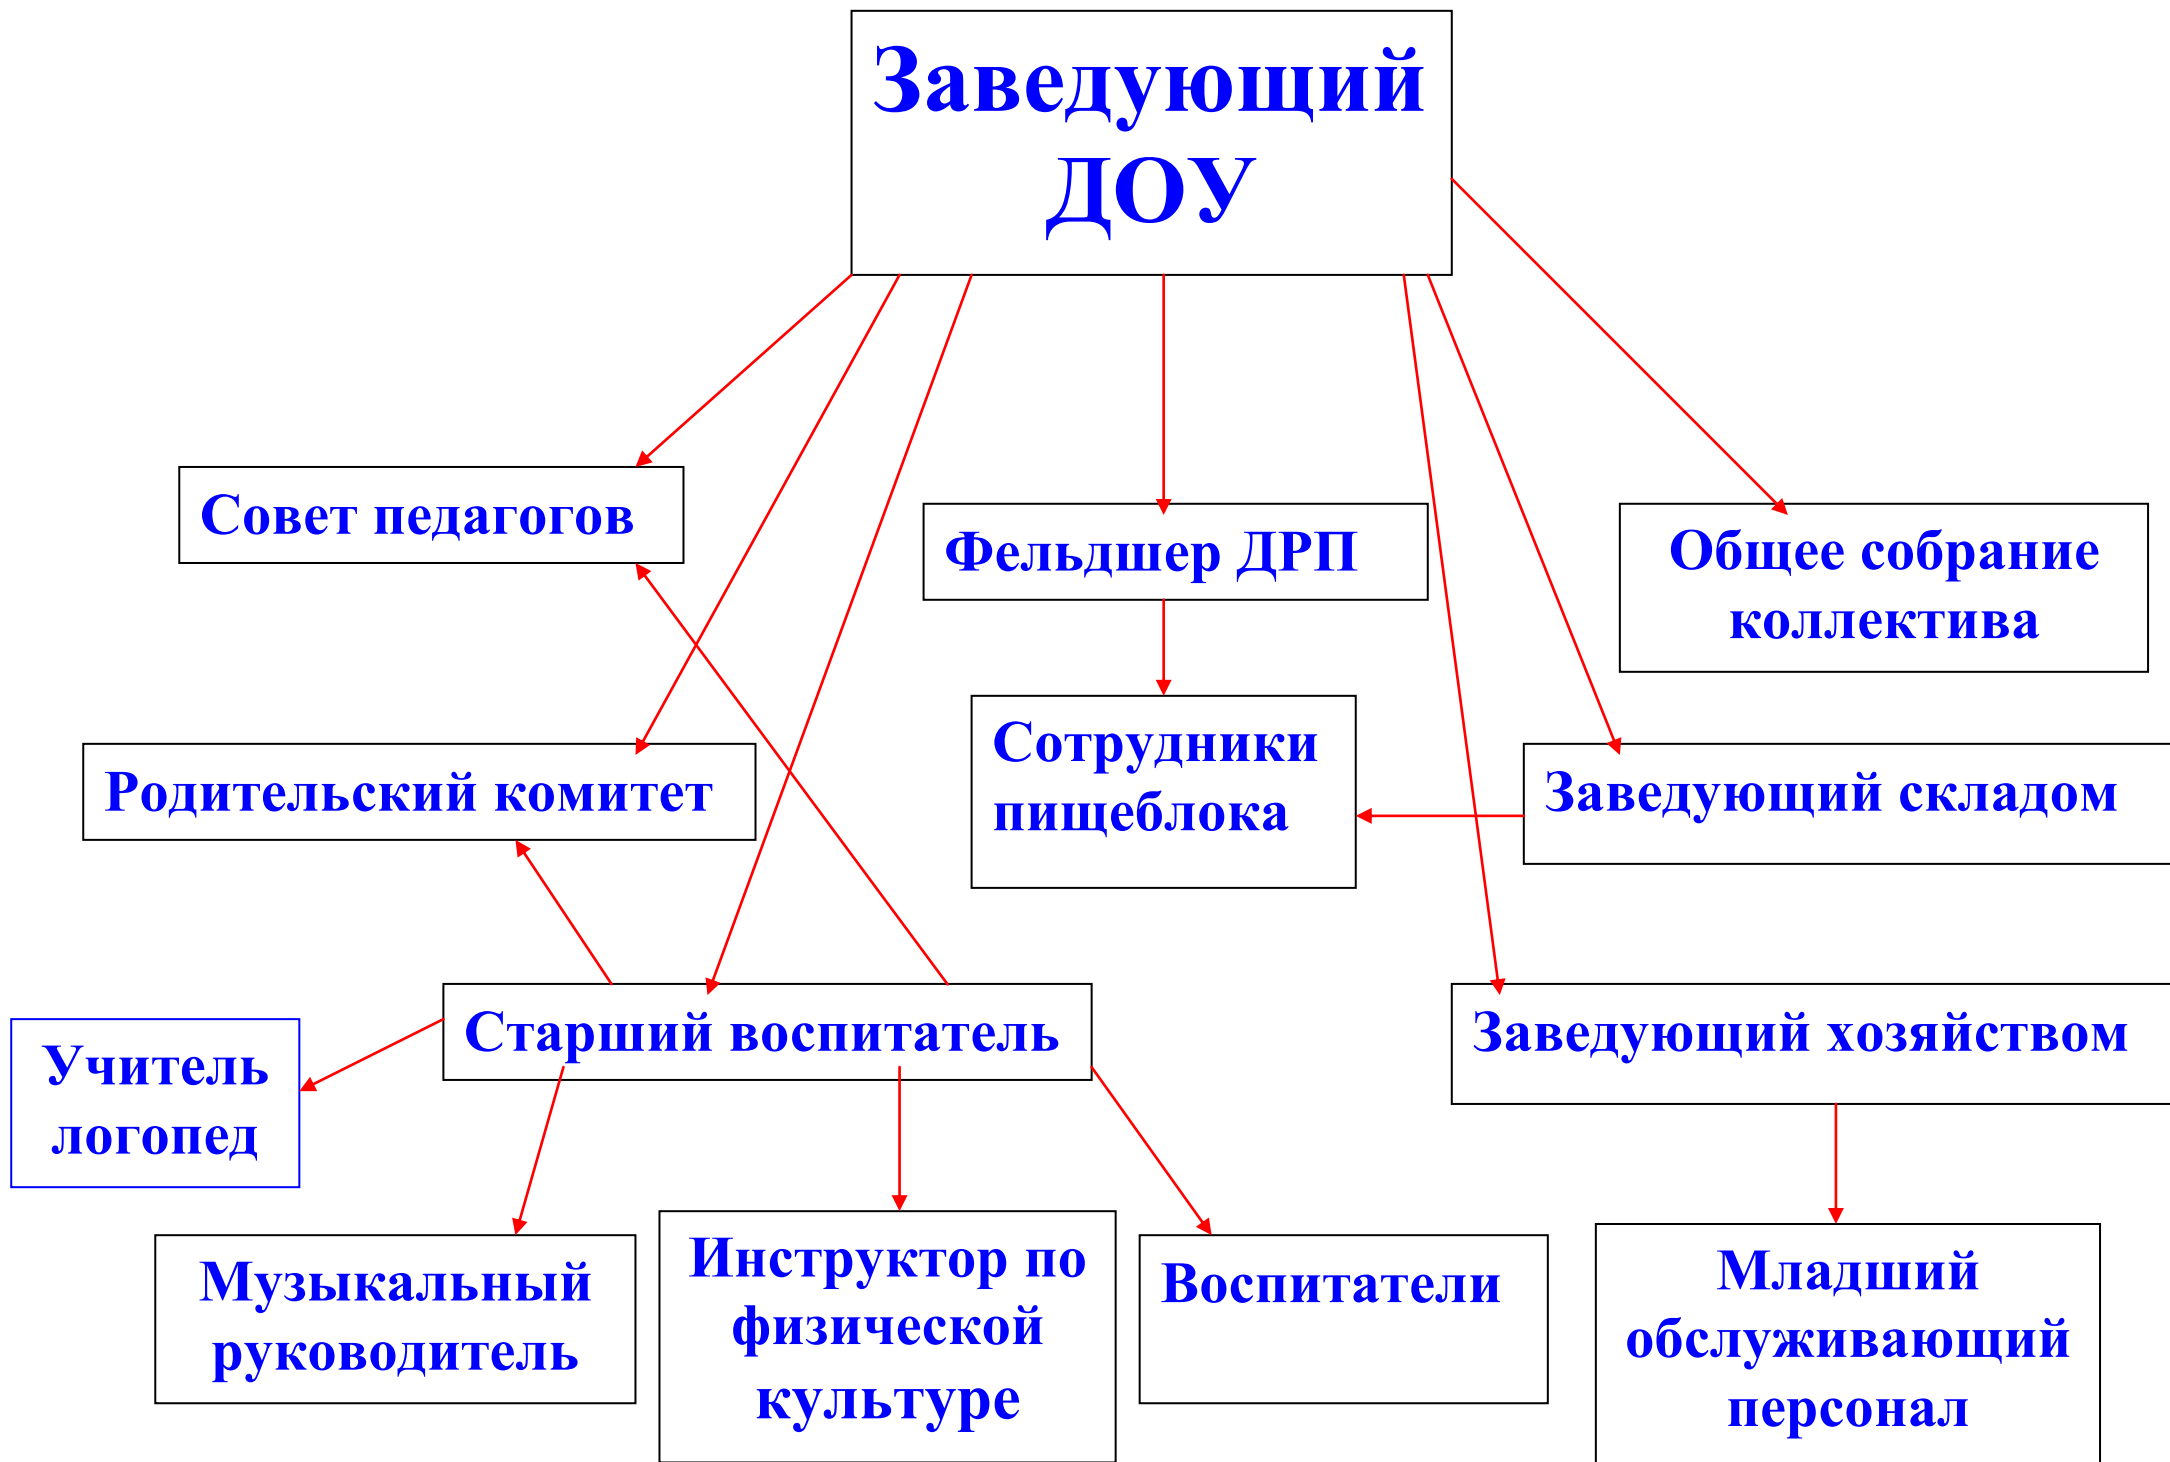 Заведующий
ДОУ
Совет педагогов
Фельдшер ДРП
Общее собрание
коллектива
Сотрудники
пищеблока
Родительский комитет
Заведующий складом
Старший воспитатель
Заведующий хозяйством
Учитель
логопед
Музыкальный
руководитель
Инструктор по
физической
культуре
Воспитатели
Младший
обслуживающий
персонал